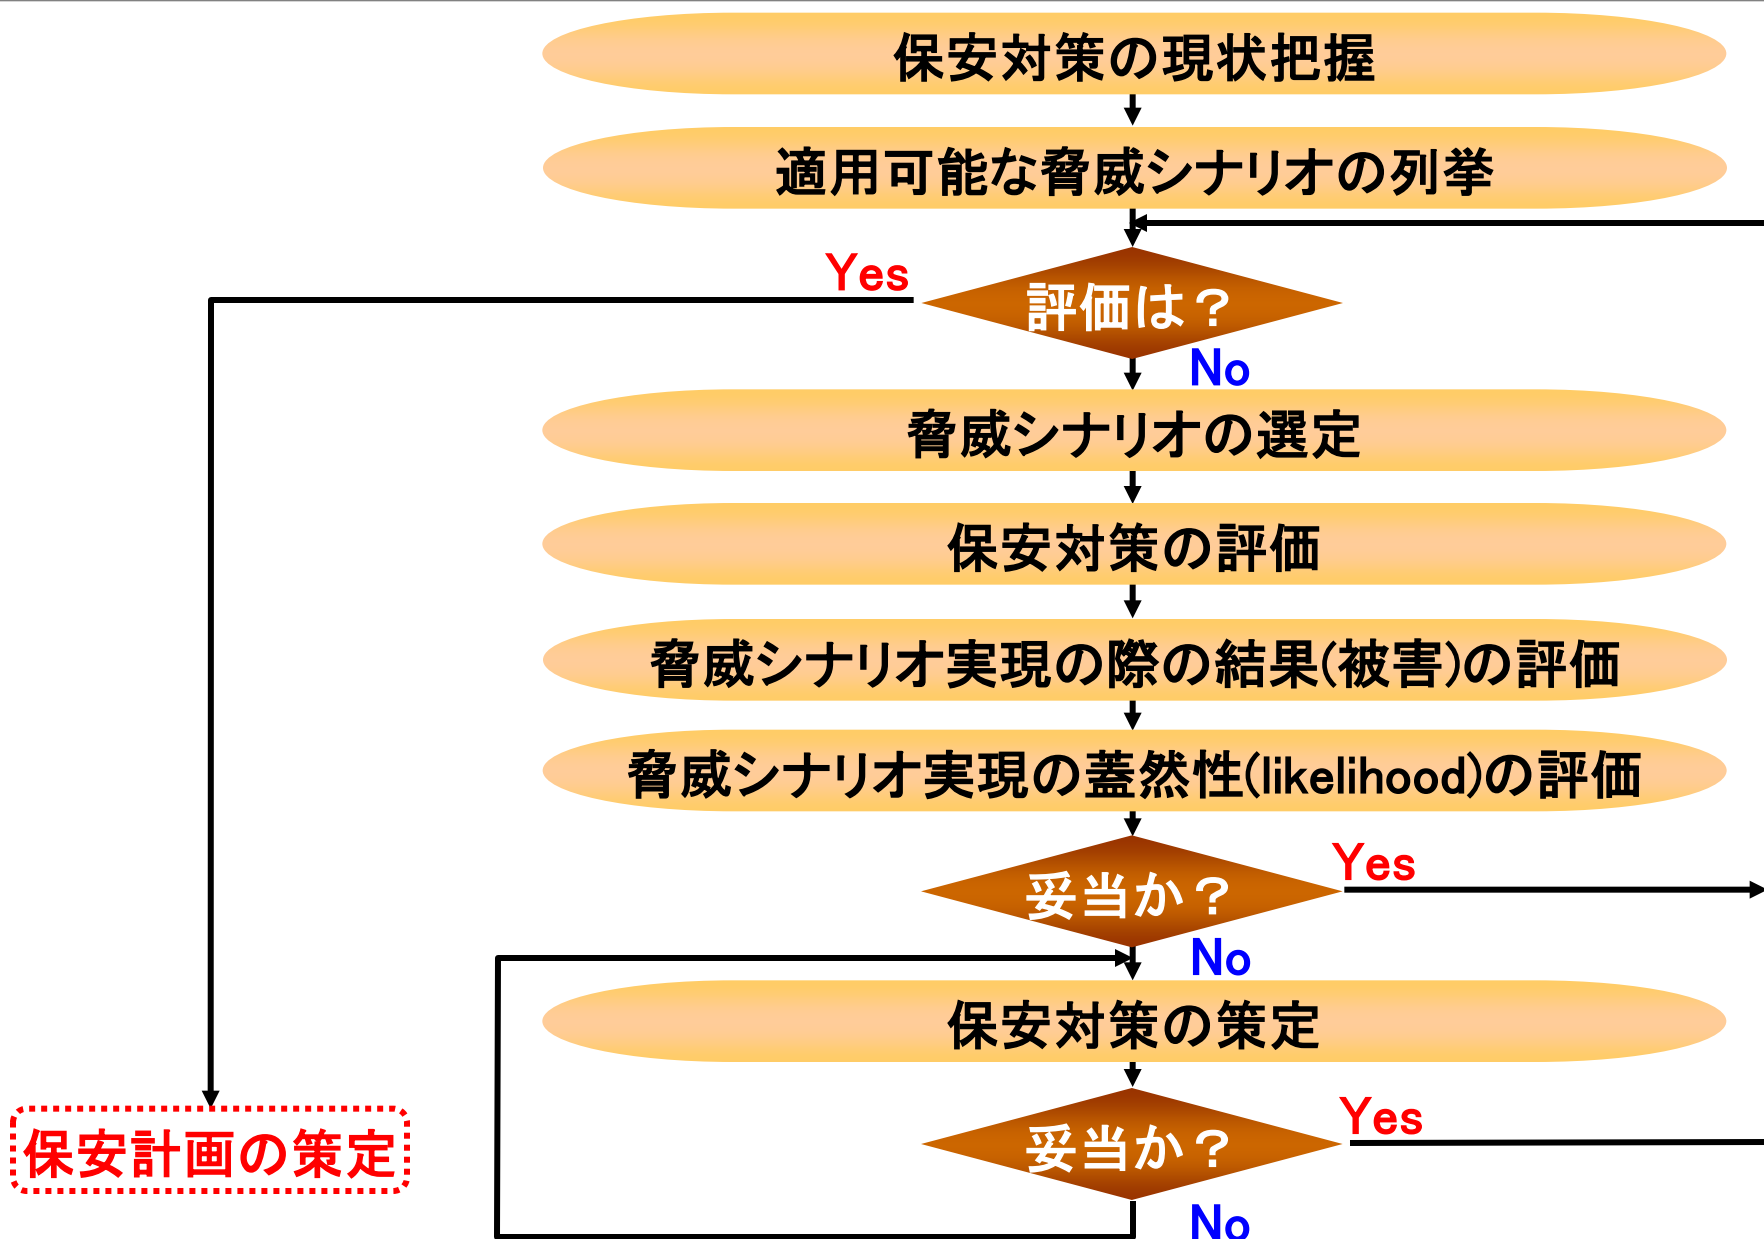 保安対策の現状把握
適用可能な脅威シナリオの列挙
Yes
評価は？
No
脅威シナリオの選定
保安対策の評価
脅威シナリオ実現の際の結果(被害)の評価
脅威シナリオ実現の蓋然性(likelihood)の評価
Yes
妥当か？
No
保安対策の策定
Yes
保安計画の策定
妥当か？
No